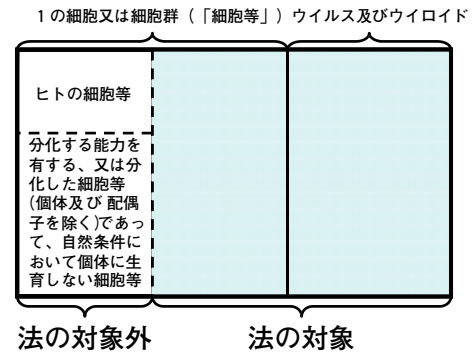 1の細胞又は細胞群(「細胞等」)ウイルス及びウイロイド
ヒトの細胞等
分化する能力を
有する、又は分
化した細胞等
(個体及び 配偶
子を除く)であっ
て、自然条件に
おいて個体に生
育しない細胞等
法の対象外
法の対象